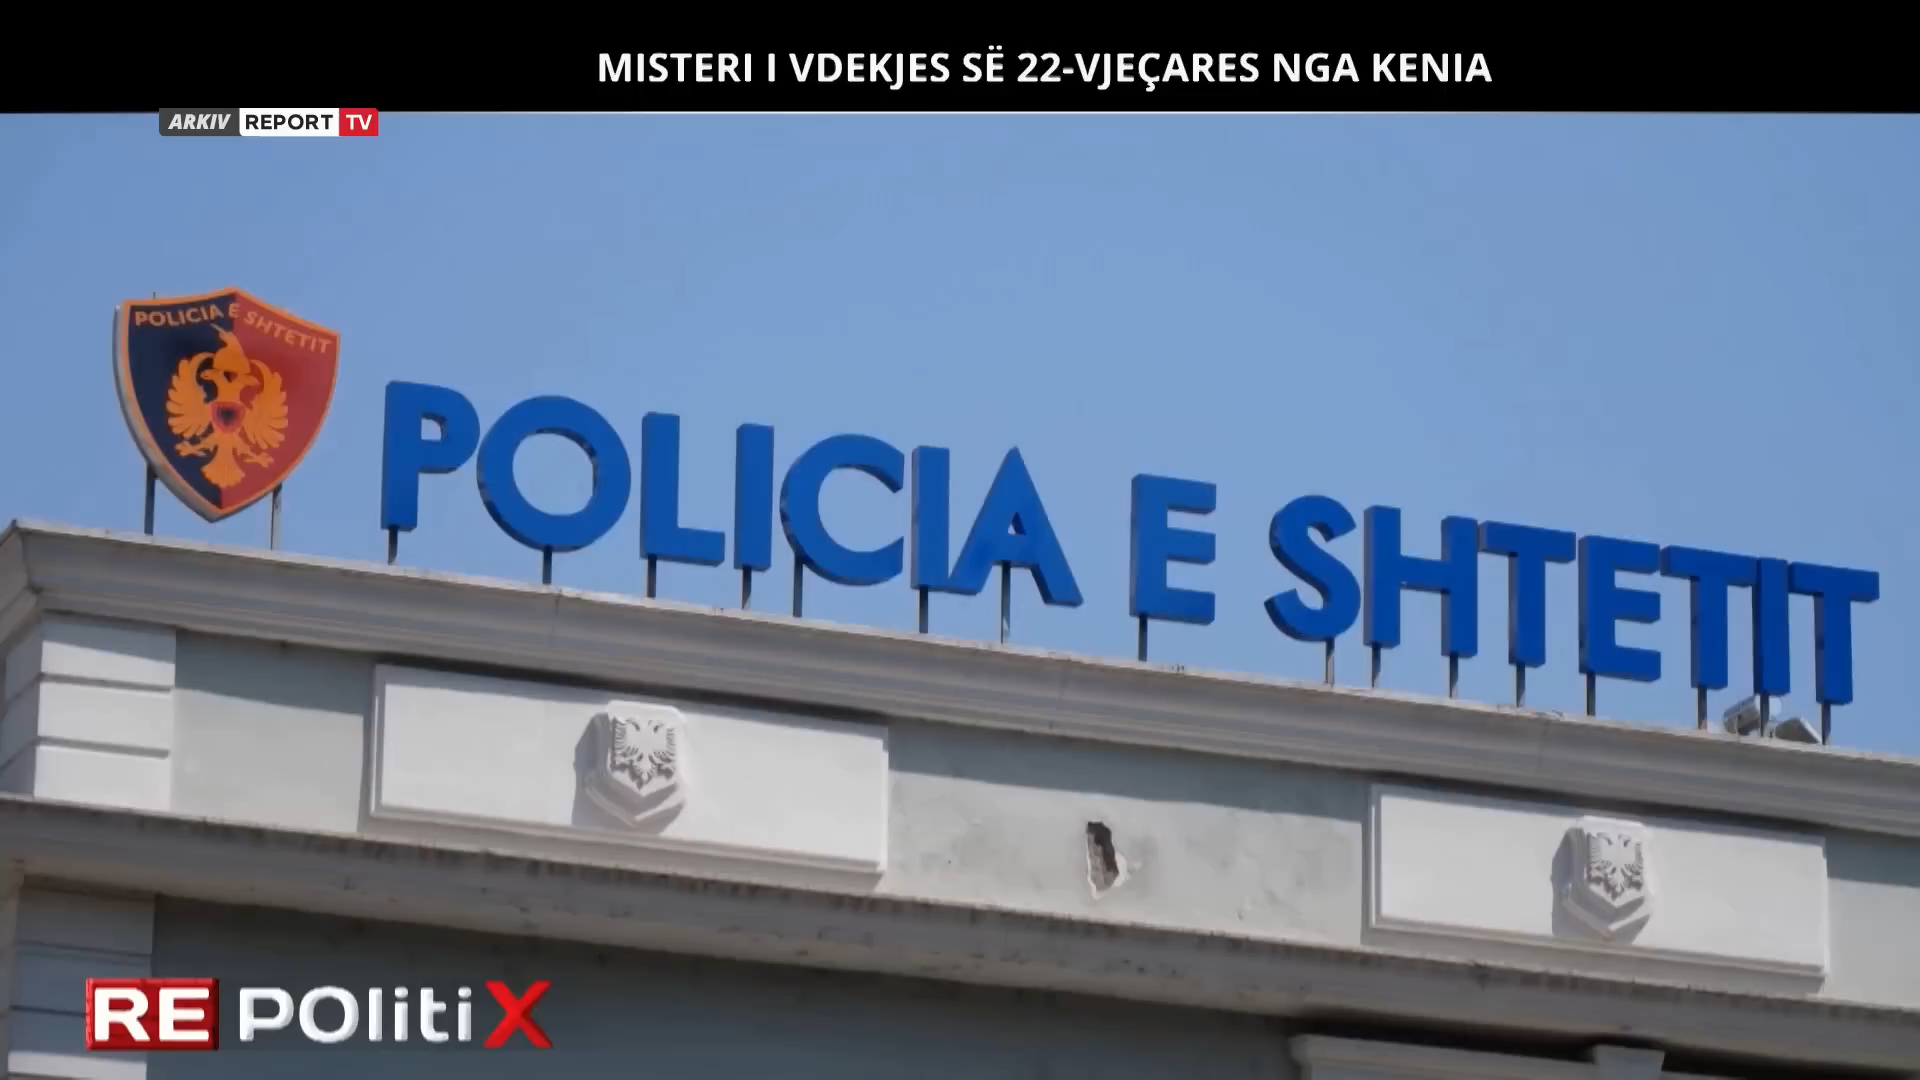 MISTERI I VDEKJES SË 22-VJEÇARES NGA KENIA
ARKIV REPORT TV
POLICIA E SHTETIT
POLICIA E SHTETIT
RE POlitiX